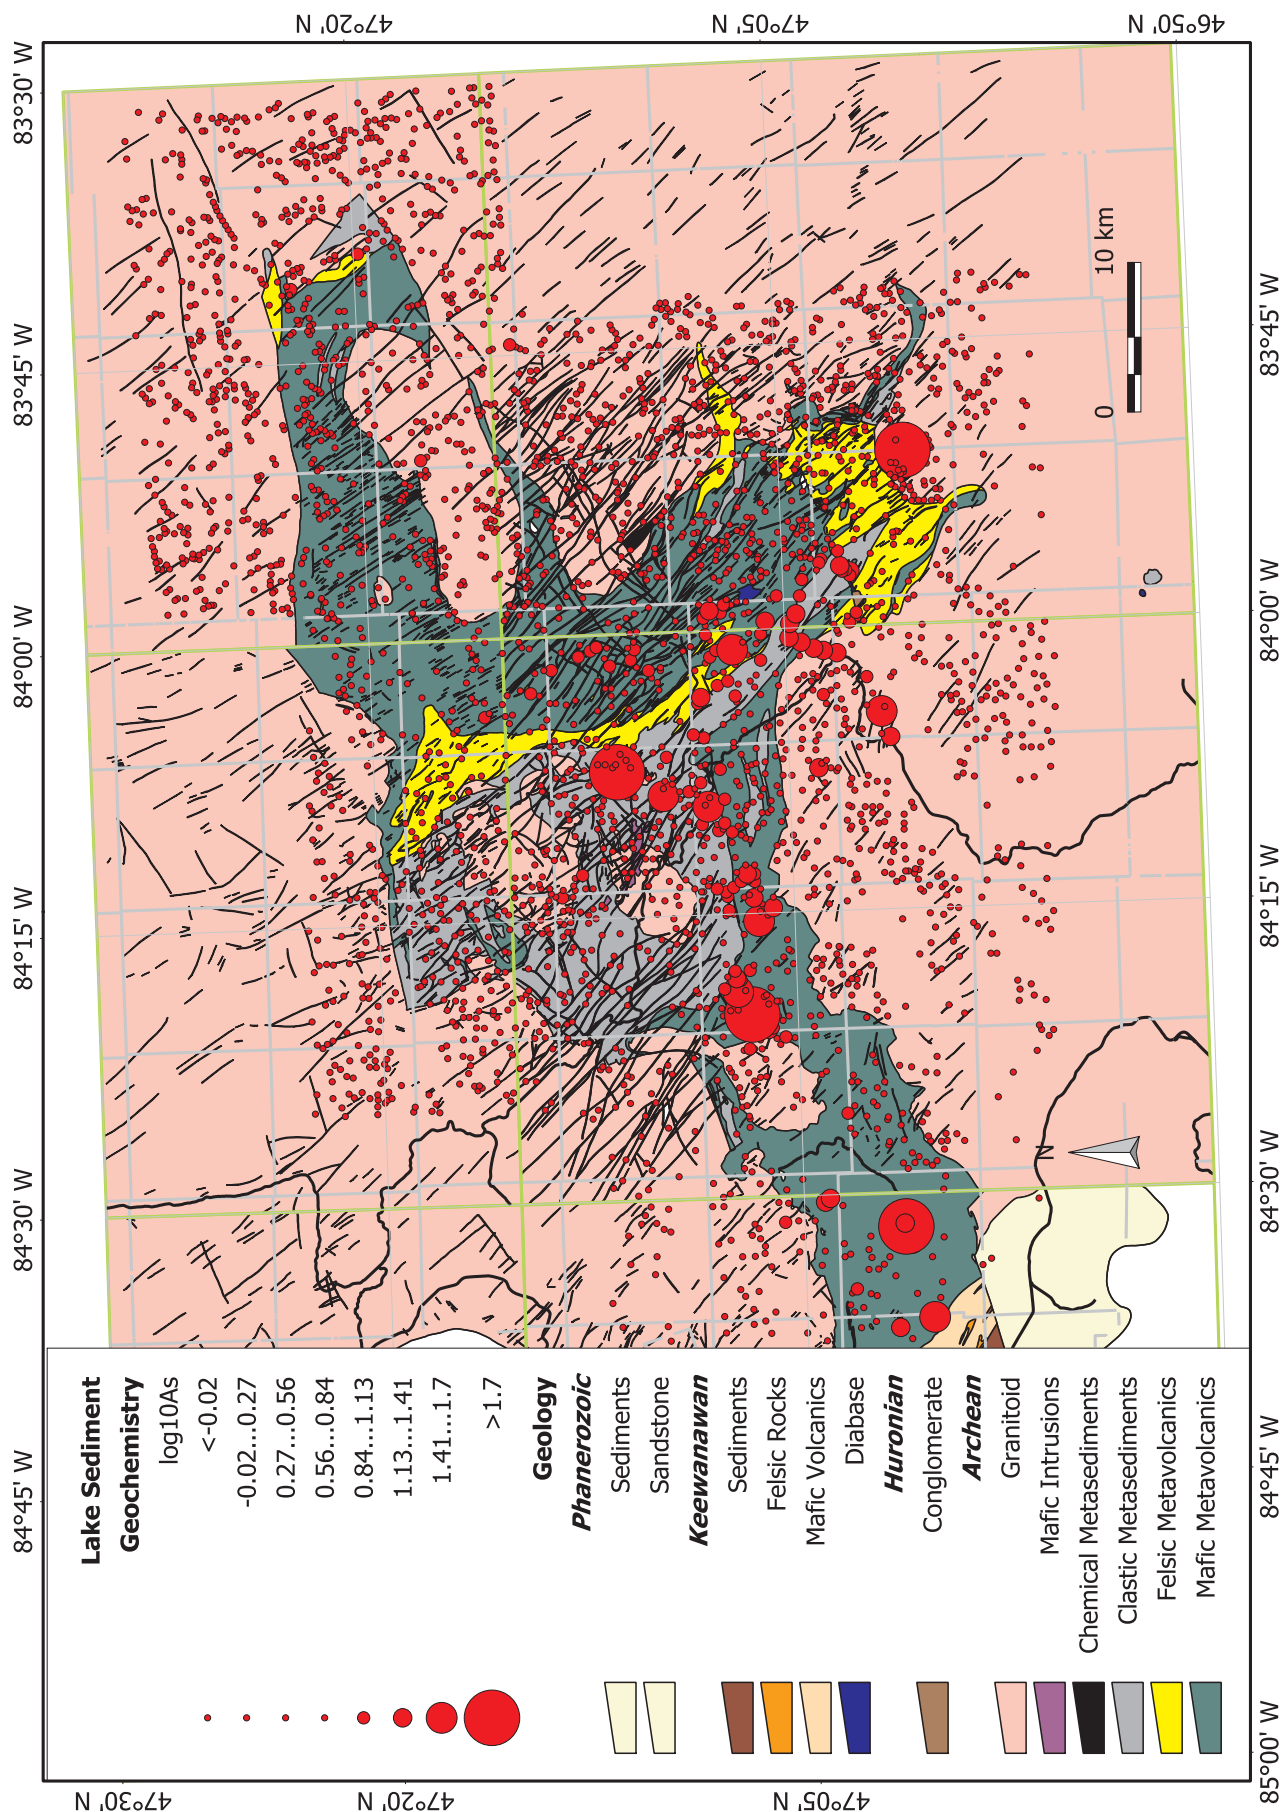 Lake Sediment
Geochemistry
log10As
<-0.02
-0.02...0.27
0.27...0.56
0.56...0.84
0.84...1.13
1.13...1.41
1.41...1.7
>1.7
Geology
Phanerozoic
Sediments
Sandstone
Keewanawan
Sediments
Felsic Rocks
Mafic Volcanics
Diabase
Huronian
Conglomerate
Archean
Granitoid
Mafic Intrusions
Chemical Metasediments
Clastic Metasediments
Felsic Metavolcanics
Mafic Metavolcanics
84°45' W
84°30' W
84°15' W
84°00' W
83°45' W
83°30' W
47°20' N
47°05' N
46°50' N
47°30' N
47°20' N
47°05' N
85°00' W
84°45' W
84°30' W
84°15' W
84°00' W
83°45' W
N
0
10 km